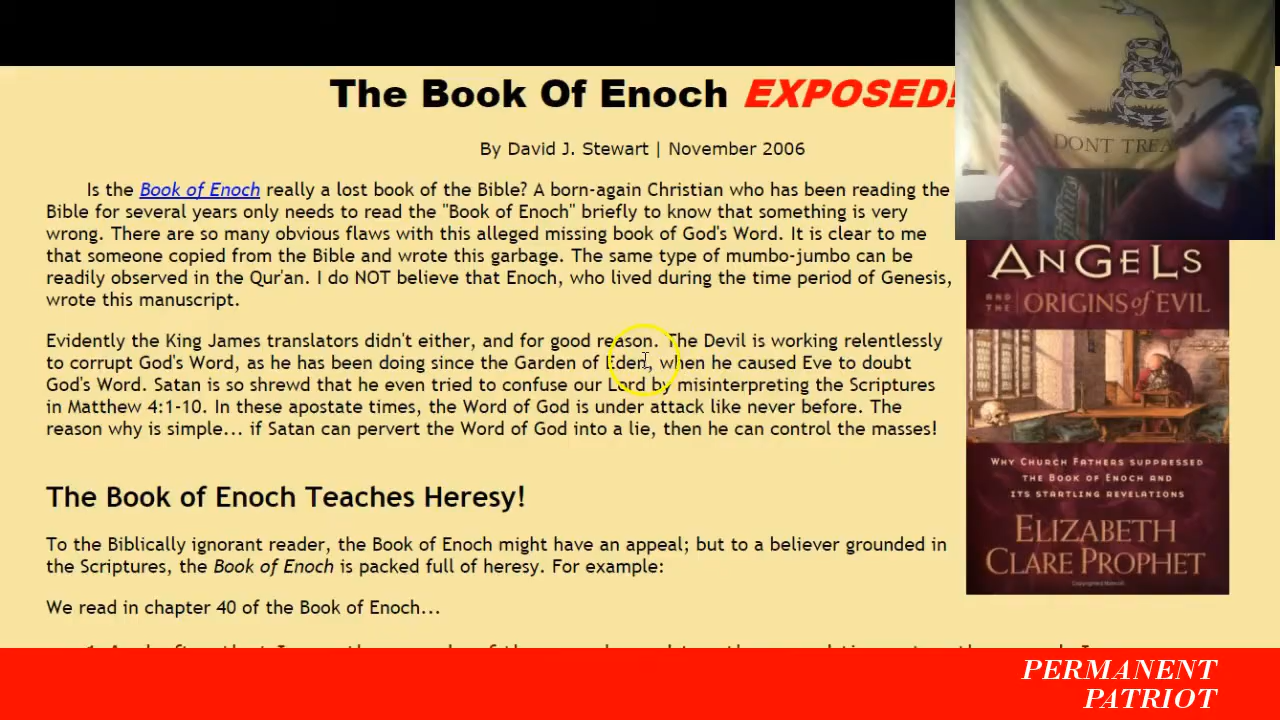 The Book Of Enoch EXPOSED!
By David J. Stewart | November 2006
Is the Book of Enoch really a lost book of the Bible? A born-again Christian who has been reading the
Bible for several years only needs to read the "Book of Enoch" briefly to know that something is very
wrong. There are so many obvious flaws with this alleged missing book of God's Word. It is clear to me
that someone copied from the Bible and wrote this garbage. The same type of mumbo-jumbo can be
readily observed in the Qur'an. I do NOT believe that Enoch, who lived during the time period of Genesis,
wrote this manuscript.
Evidently the King James translators didn't either, and for good reason. The Devil is working relentlessly
to corrupt God's Word, as he has been doing since the Garden of Eden, when he caused Eve to doubt
God's Word. Satan is so shrewd that he even tried to confuse our Lord by misinterpreting the Scriptures
in Matthew 4:1-10. In these apostate times, the Word of God is under attack like never before. The
reason why is simple... if Satan can pervert the Word of God into a lie, then he can control the masses!
The Book of Enoch Teaches Heresy!
To the Biblically ignorant reader, the Book of Enoch might have an appeal; but to a believer grounded in
the Scriptures, the Book of Enoch is packed full of heresy. For example:
We read in chapter 40 of the Book of Enoch...
DONT TREA
ANGELS
AND THE ORIGINS of EVIL
WHY CHURCH FATHERS SUPPRESSED
THE BOOK OF ENOCH AND
ITS STARTLING REVELATIONS
ELIZABETH
CLARE PROPHET
PERMANENT
PATRIOT